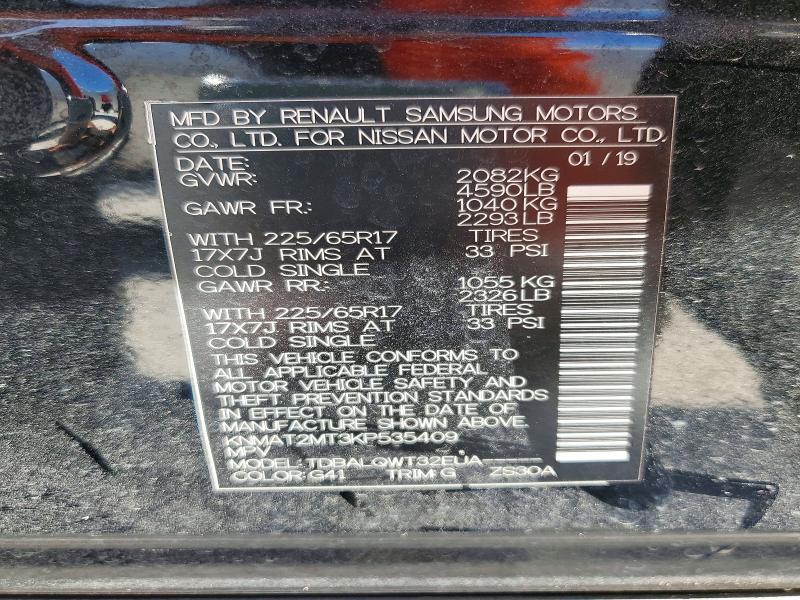 MFD BY RENAULT SAMSUNG MOTORS
CO., LTD. FOR NISSAN MOTOR CO., LTD.
DATE: 01 / 19
GVWR: 2082KG
4590LB
GAWR FR.: 1040 KG
2293LB
WITH 225/65R17 TIRES
17X7J RIMS AT 33 PSI
COLD SINGLE
GAWR RR.: 1055 KG
2326LB
WITH 225/65R17 TIRES
17X7J RIMS AT 33 PSI
COLD SINGLE
THIS VEHICLE CONFORMS TO
ALL APPLICABLE FEDERAL
MOTOR VEHICLE SAFETY AND
THEFT PREVENTION STANDARDS
IN EFFECT ON THE DATE OF
MANUFACTURE SHOWN ABOVE.
KNMAT2MT3KP535409
MPV
MODEL: TDBALQWT32EUA
COLOR: G41 TRIM: G ZS30A